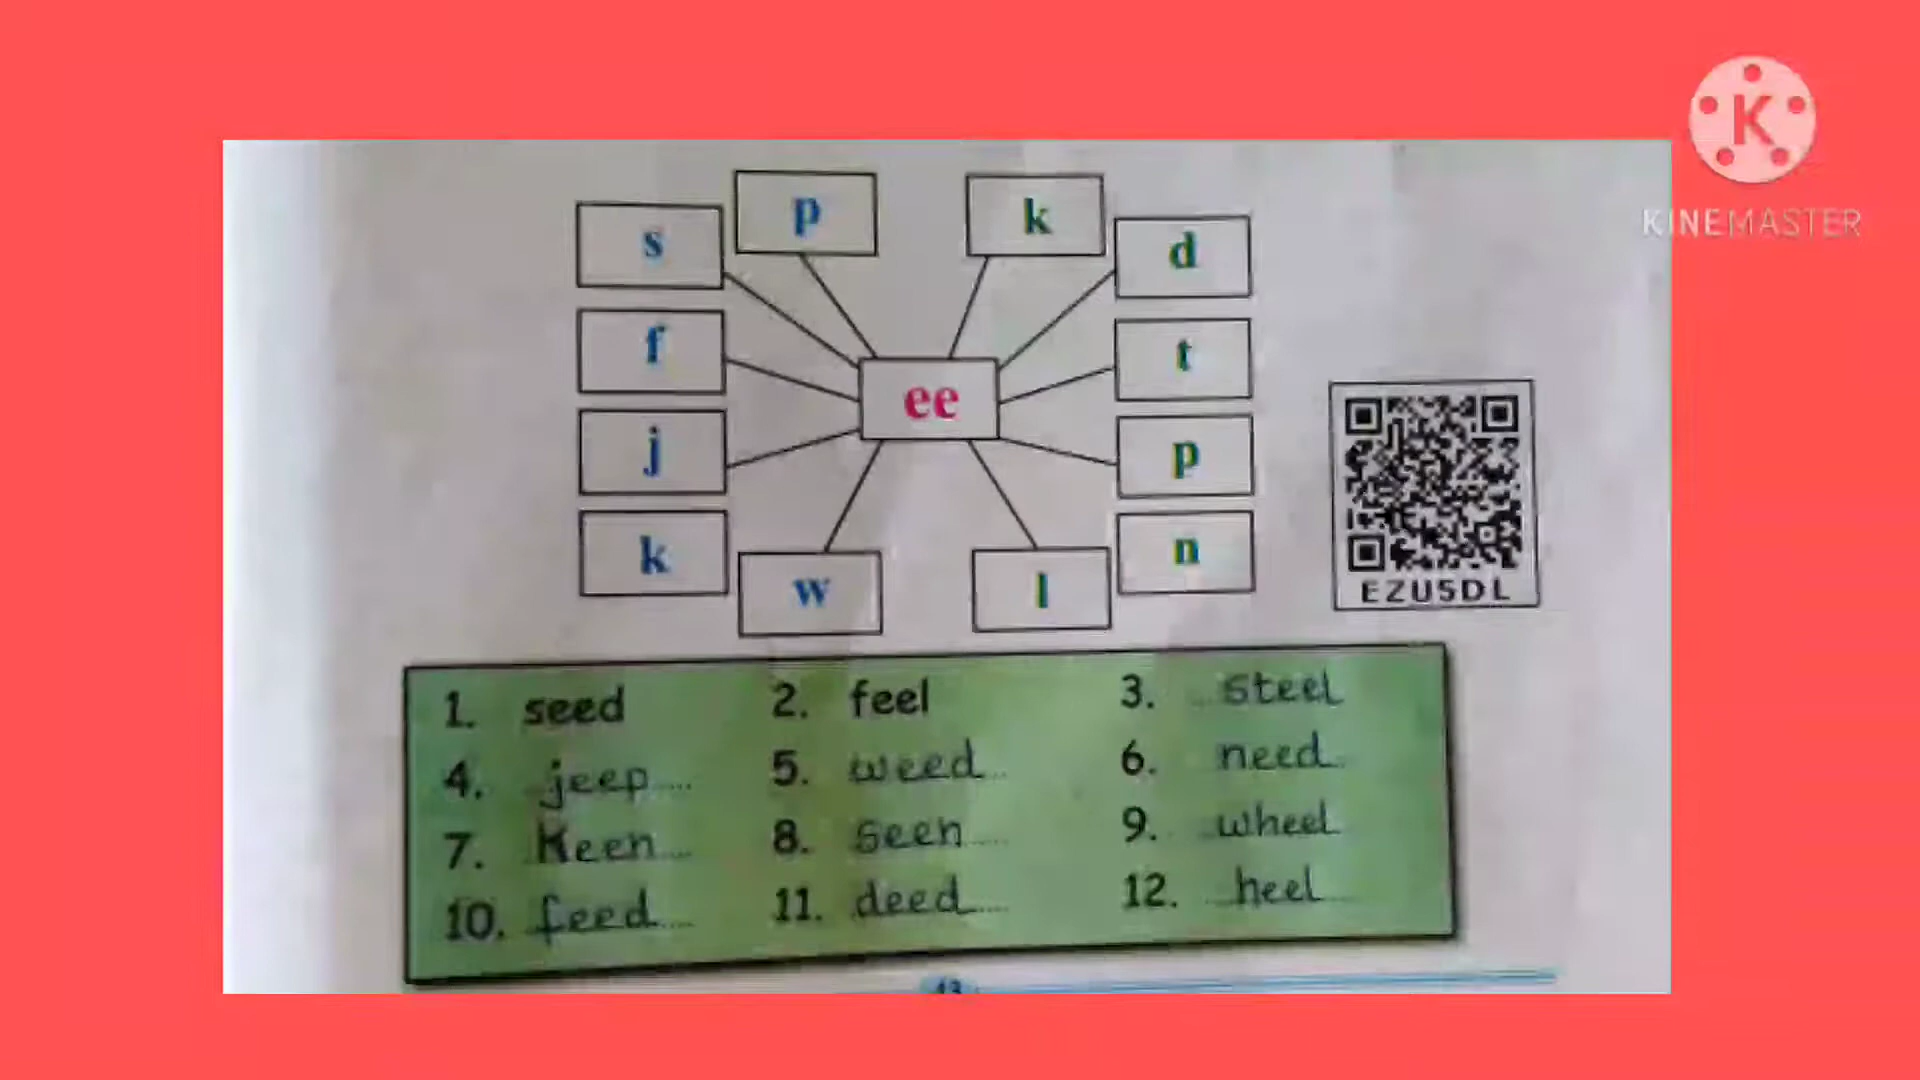 KINEMASTER
p k
s d
f t
ee
j p
k n
w l
EZUSDL
1. seed 2. feel 3. steel
4. jeep 5. weed 6. need
7. Keen 8. seen 9. wheel
10. feed 11. deed 12. heel
43